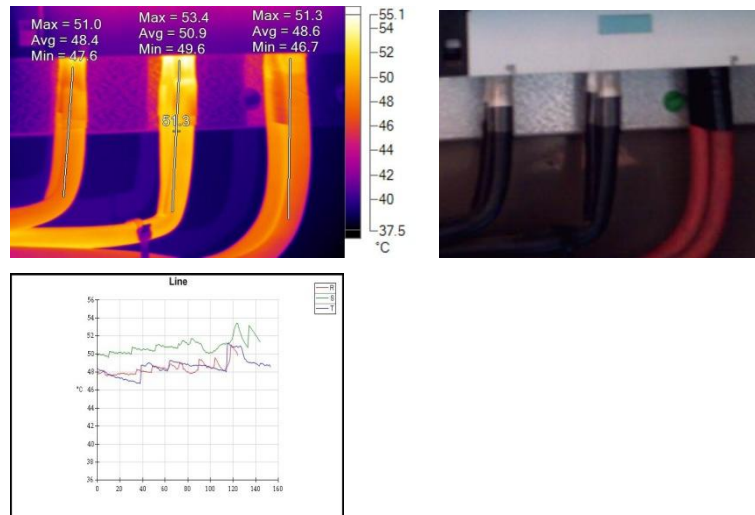 Max = 51.0
Avg = 48.4
Min = 47.6
Max = 53.4
Avg = 50.9
Min = 49.6
Max = 51.3
Avg = 48.6
Min = 46.7
51.3
55.1
54
52
50
48
46
44
42
40
37.5
°C
Line
R
S
T
56
54
52
50
48
46
44
42
40
38
36
°C
0
20
40
60
80
100
120
140
160